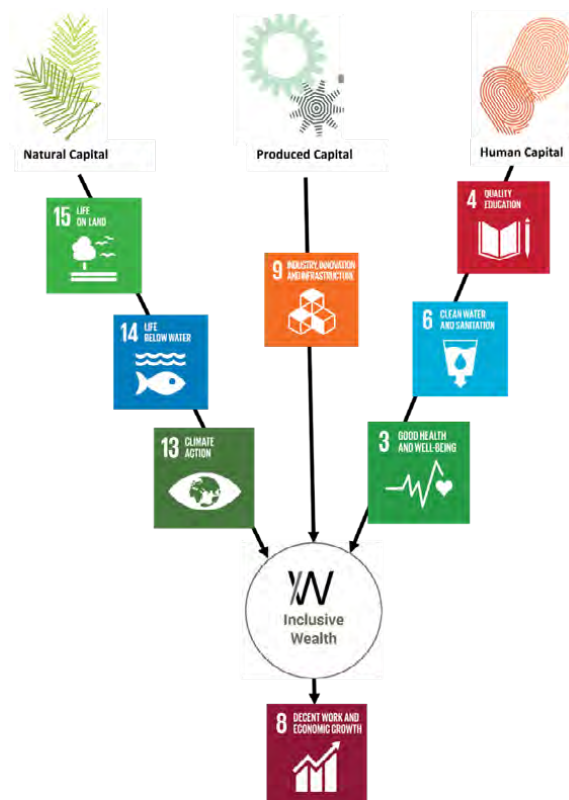 Natural Capital
Produced Capital
Human Capital
15 LIFE
ON LAND
4 QUALITY
EDUCATION
9 INDUSTRY, INNOVATION
AND INFRASTRUCTURE
14 LIFE
BELOW WATER
6 CLEAN WATER
AND SANITATION
13 CLIMATE
ACTION
3 GOOD HEALTH
AND WELL-BEING
IW
Inclusive
Wealth
8 DECENT WORK AND
ECONOMIC GROWTH